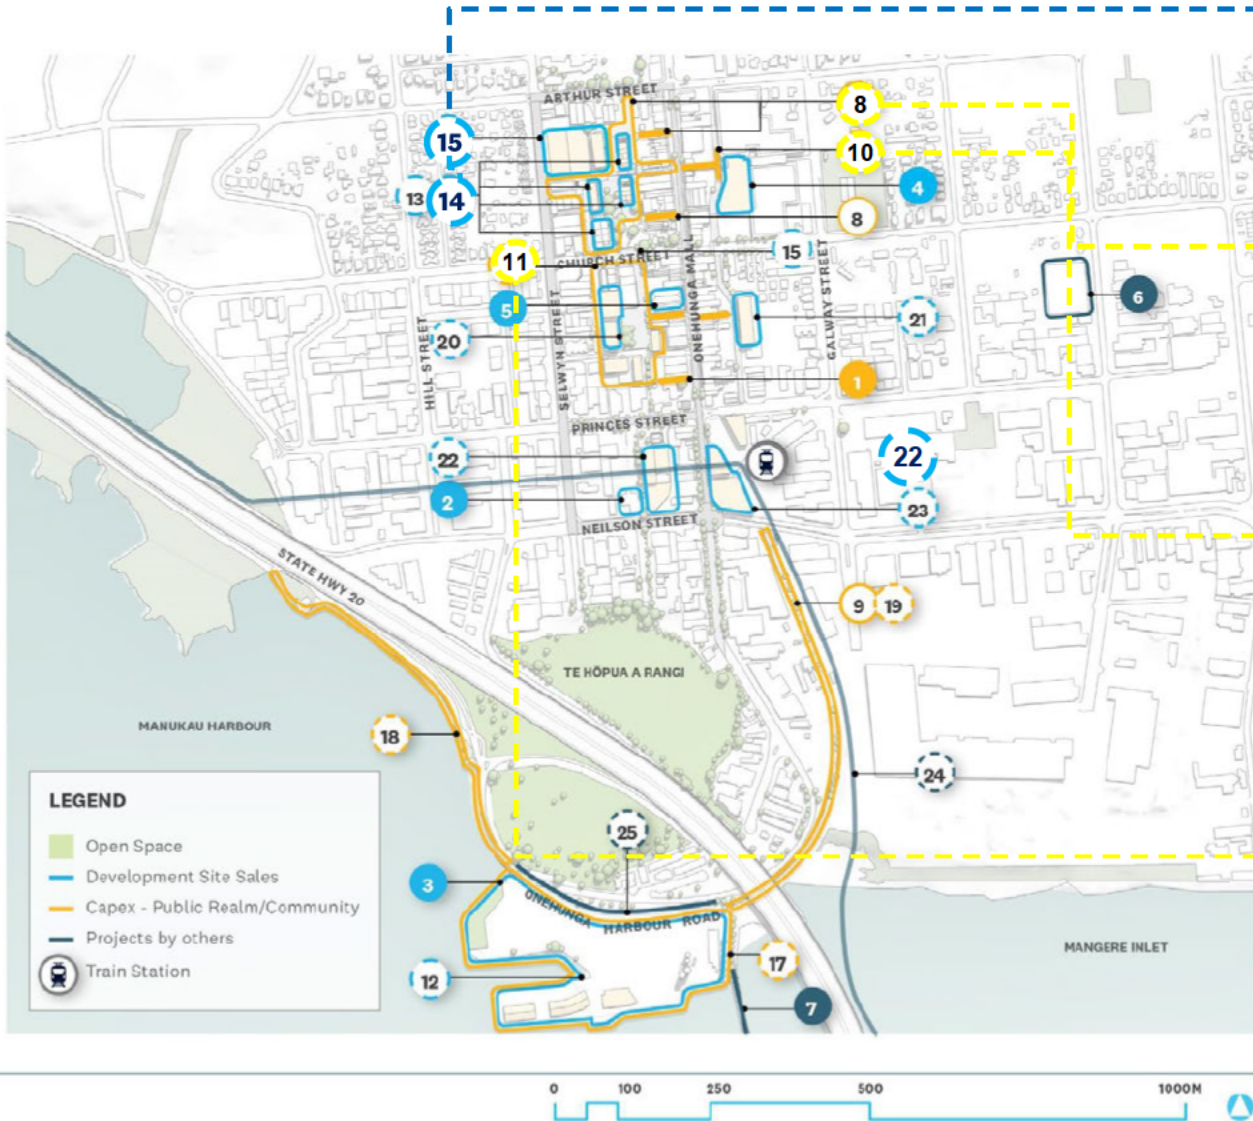 ARTHUR STREET
8
15
10
13
14
4
8
CHURCH STREET
11
15
6
5
20
21
HILL STREET
SELWYN STREET
ONEHUNGA MALL
GALWAY STREET
1
PRINCES STREET
22
22
2
23
NEILSON STREET
STATE HWY 20
9
19
TE HŌPUA A RANGI
MANUKAU HARBOUR
18
24
LEGEND
Open Space
Development Site Sales
Capex - Public Realm/Community
Projects by others
Train Station
25
3
ONEHUNGA HARBOUR ROAD
12
17
7
MANGERE INLET
0 100 250 500 1000M